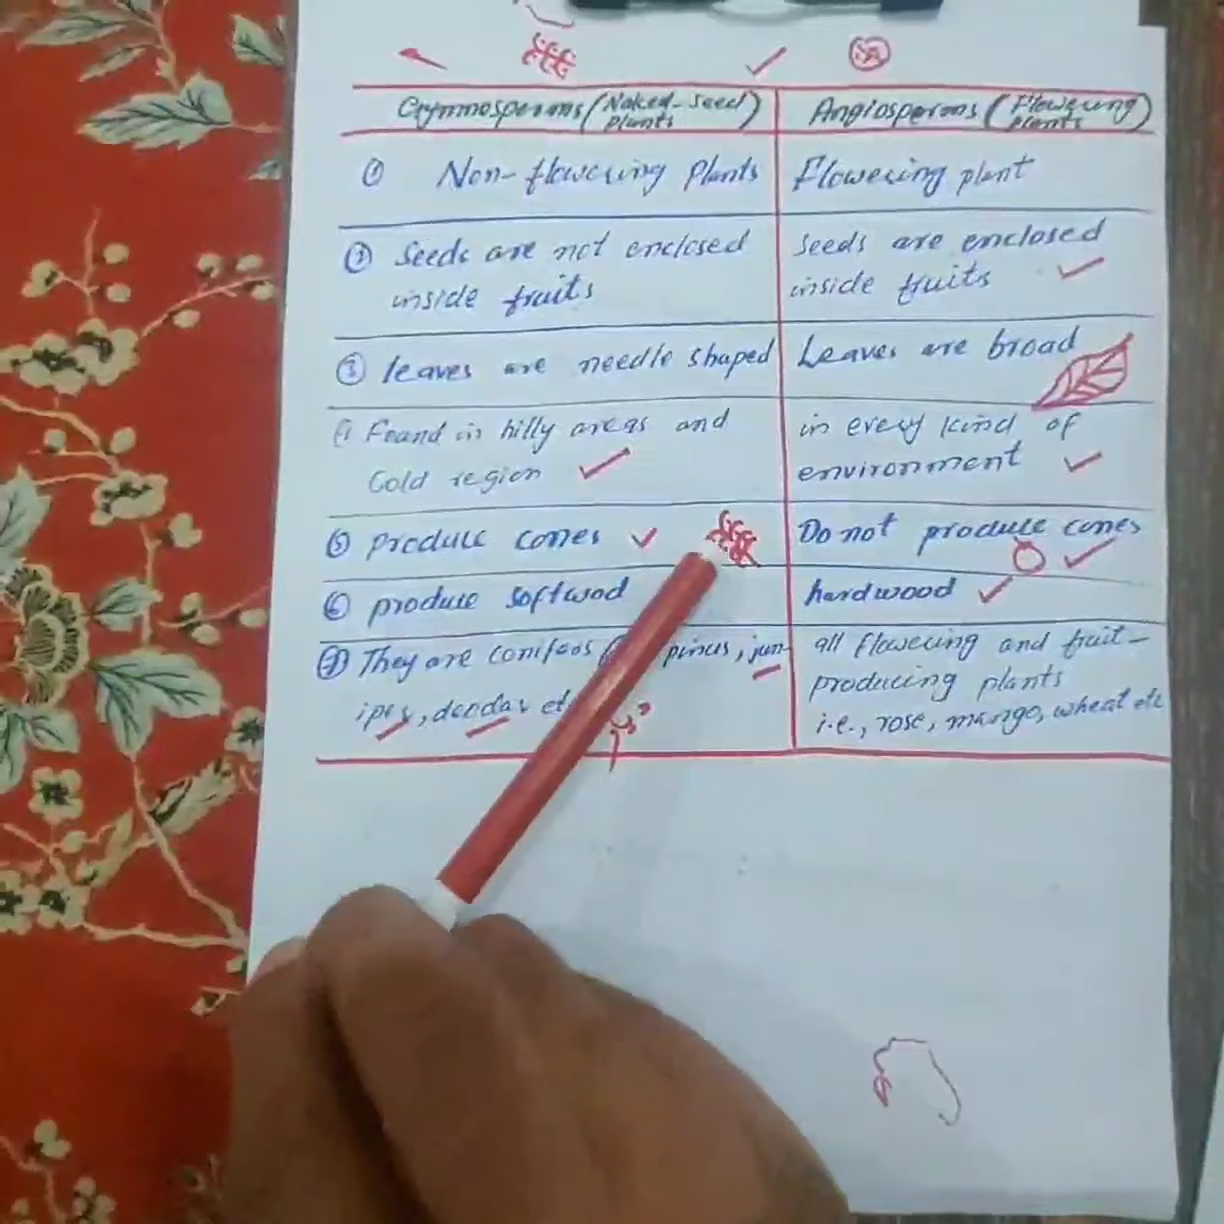 Gymnosperms (Naked-seed plants) Angiosperms (Flowering plants)
① Non-flowering plants Flowering plant
② Seeds are not enclosed Seeds are enclosed
inside fruits inside fruits
③ leaves are needle shaped Leaves are broad
Found in hilly areas and in every kind of
Cold region environment
⑤ produce cones Do not produce cones
⑥ produce softwood hardwood
⑦ They are conifers pinus, jun- all flowering and fruit-
ipes, deodar et producing plants
i.e., rose, mango, wheat etc